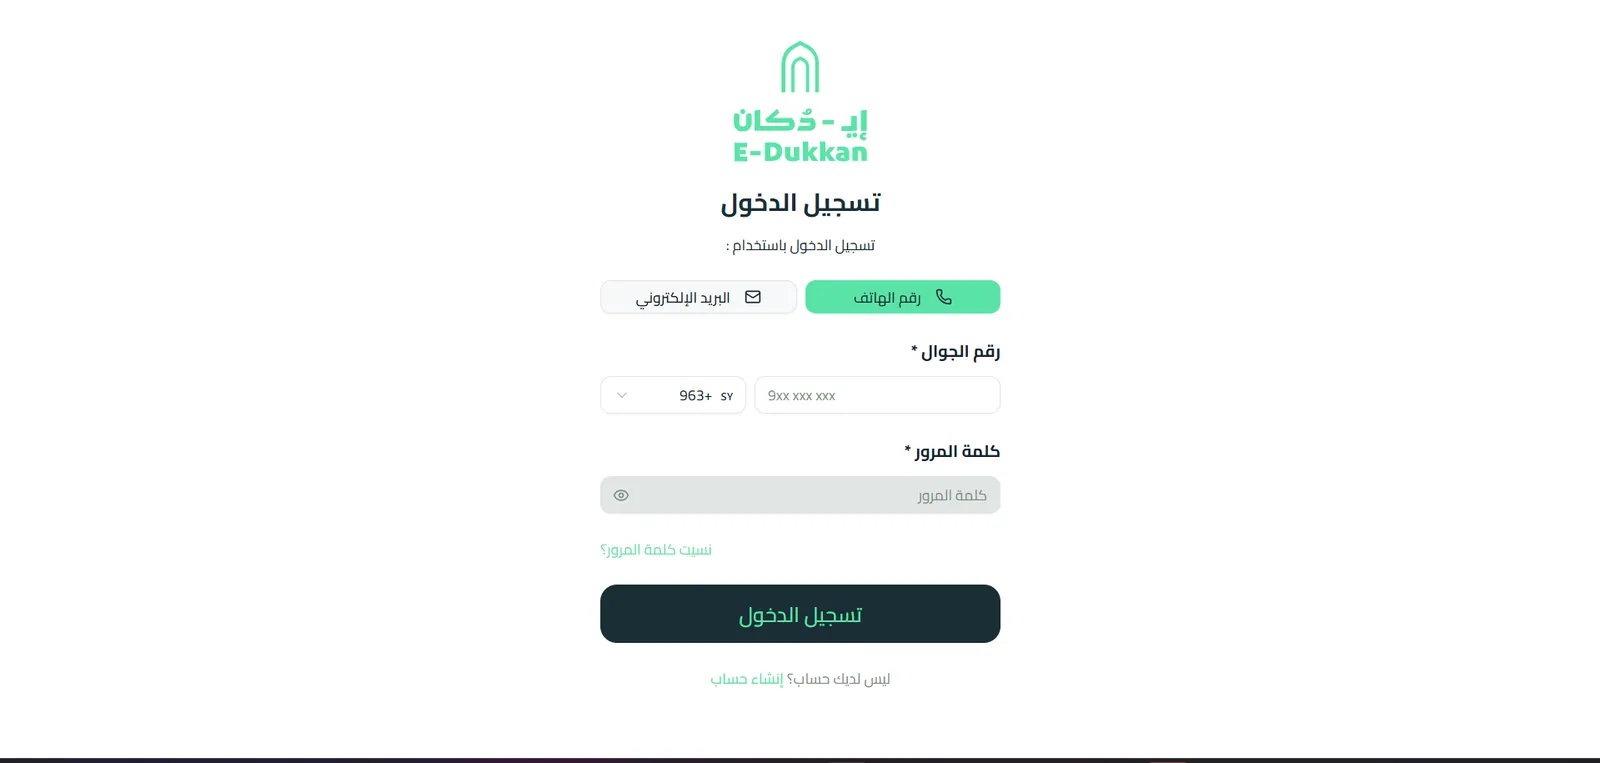 إيـ - دُكان
E-Dukkan
تسجيل الدخول
تسجيل الدخول باستخدام :
رقم الهاتف
البريد الإلكتروني
رقم الجوال *
9xx xxx xxx
SY +963
كلمة المرور *
كلمة المرور
نسيت كلمة المرور؟
تسجيل الدخول
ليس لديك حساب؟ إنشاء حساب